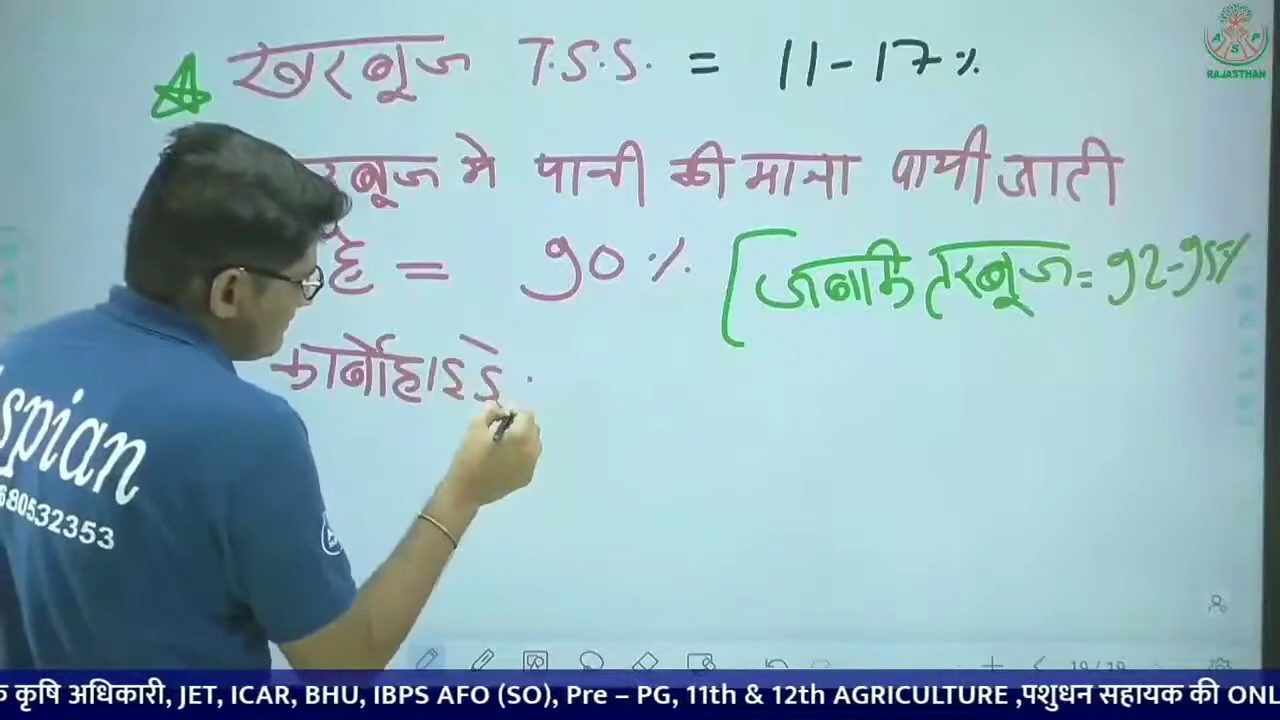 खरबूज T.S.S. = 11-17%
रबूज मे पानी की मात्रा पायी जाती
है = 90%
[जबकि तरबूज = 92-95%
कार्बोहाइड्रे
A S P
RAJASTHAN
spian
680532353
कृषि अधिकारी, JET, ICAR, BHU, IBPS AFO (SO), Pre – PG, 11th & 12th AGRICULTURE ,पशुधन सहायक की ONL